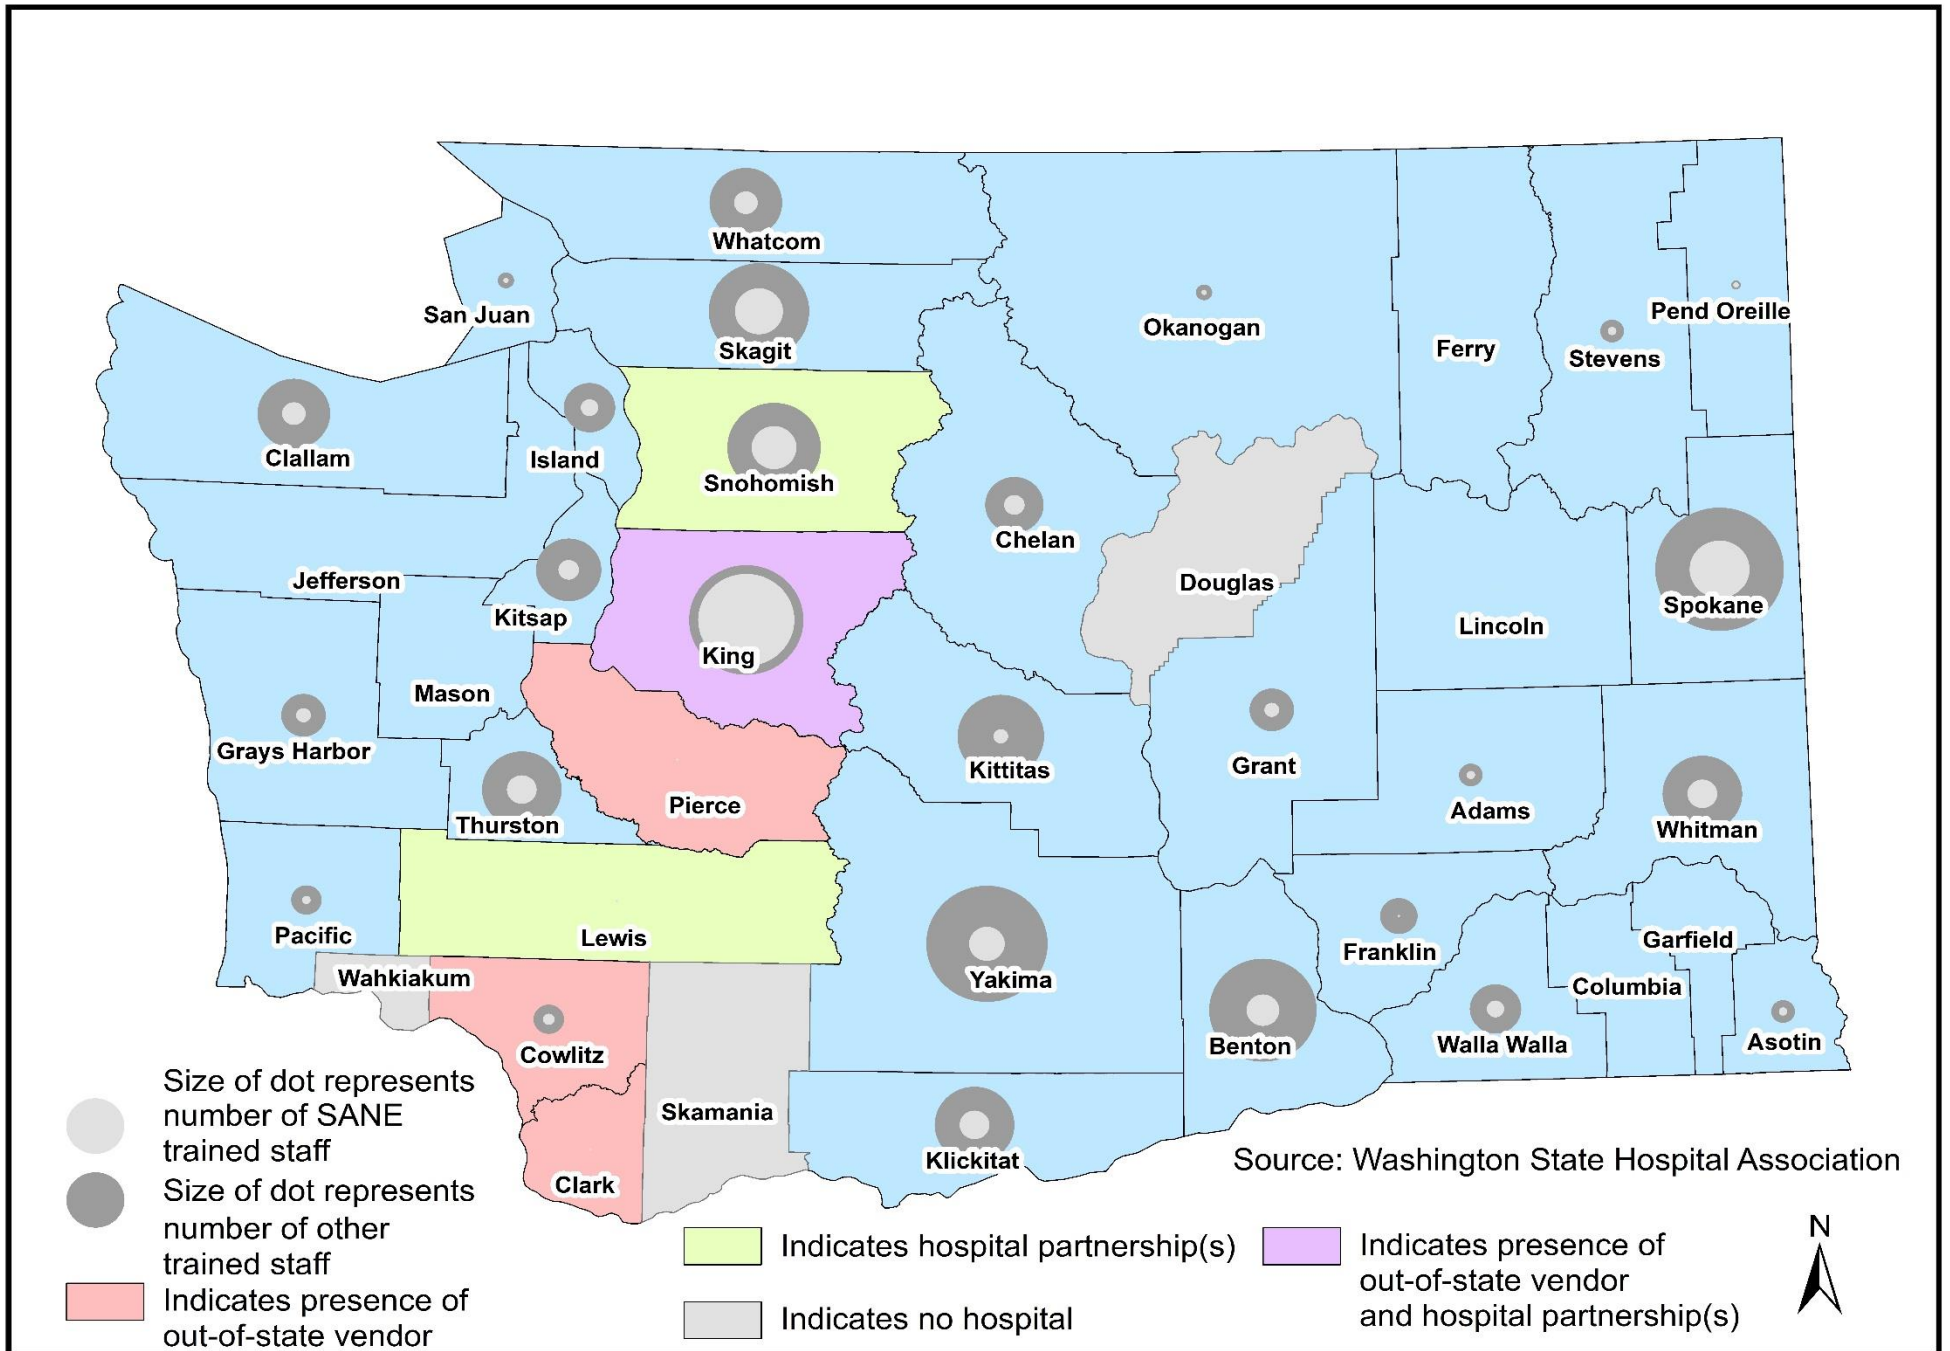 Whatcom
San Juan
Skagit
Okanogan
Ferry
Stevens
Pend Oreille
Clallam
Island
Snohomish
Chelan
Douglas
Jefferson
Kitsap
King
Lincoln
Spokane
Mason
Grays Harbor
Thurston
Pierce
Kittitas
Grant
Adams
Whitman
Pacific
Lewis
Wahkiakum
Yakima
Franklin
Garfield
Columbia
Cowlitz
Benton
Walla Walla
Asotin
Skamania
Clark
Klickitat
Source: Washington State Hospital Association
Size of dot represents
number of SANE
trained staff
Size of dot represents
number of other
trained staff
Indicates presence of
out-of-state vendor
Indicates hospital partnership(s)
Indicates no hospital
Indicates presence of
out-of-state vendor
and hospital partnership(s)
N